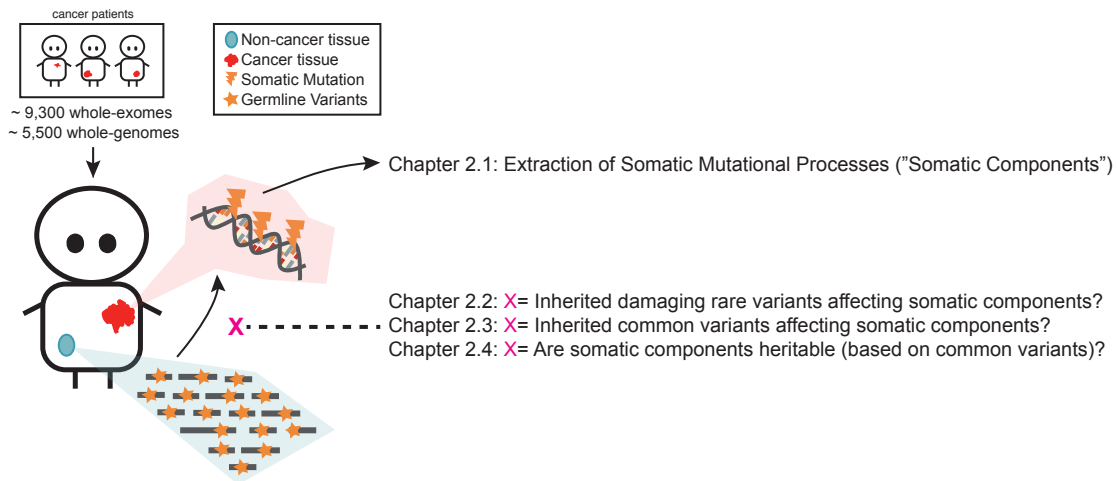 cancer patients
~ 9,300 whole-exomes
~ 5,500 whole-genomes
Non-cancer tissue
Cancer tissue
Somatic Mutation
Germline Variants
Chapter 2.1: Extraction of Somatic Mutational Processes ("Somatic Components")
X
Chapter 2.2: X= Inherited damaging rare variants affecting somatic components?
Chapter 2.3: X= Inherited common variants affecting somatic components?
Chapter 2.4: X= Are somatic components heritable (based on common variants)?